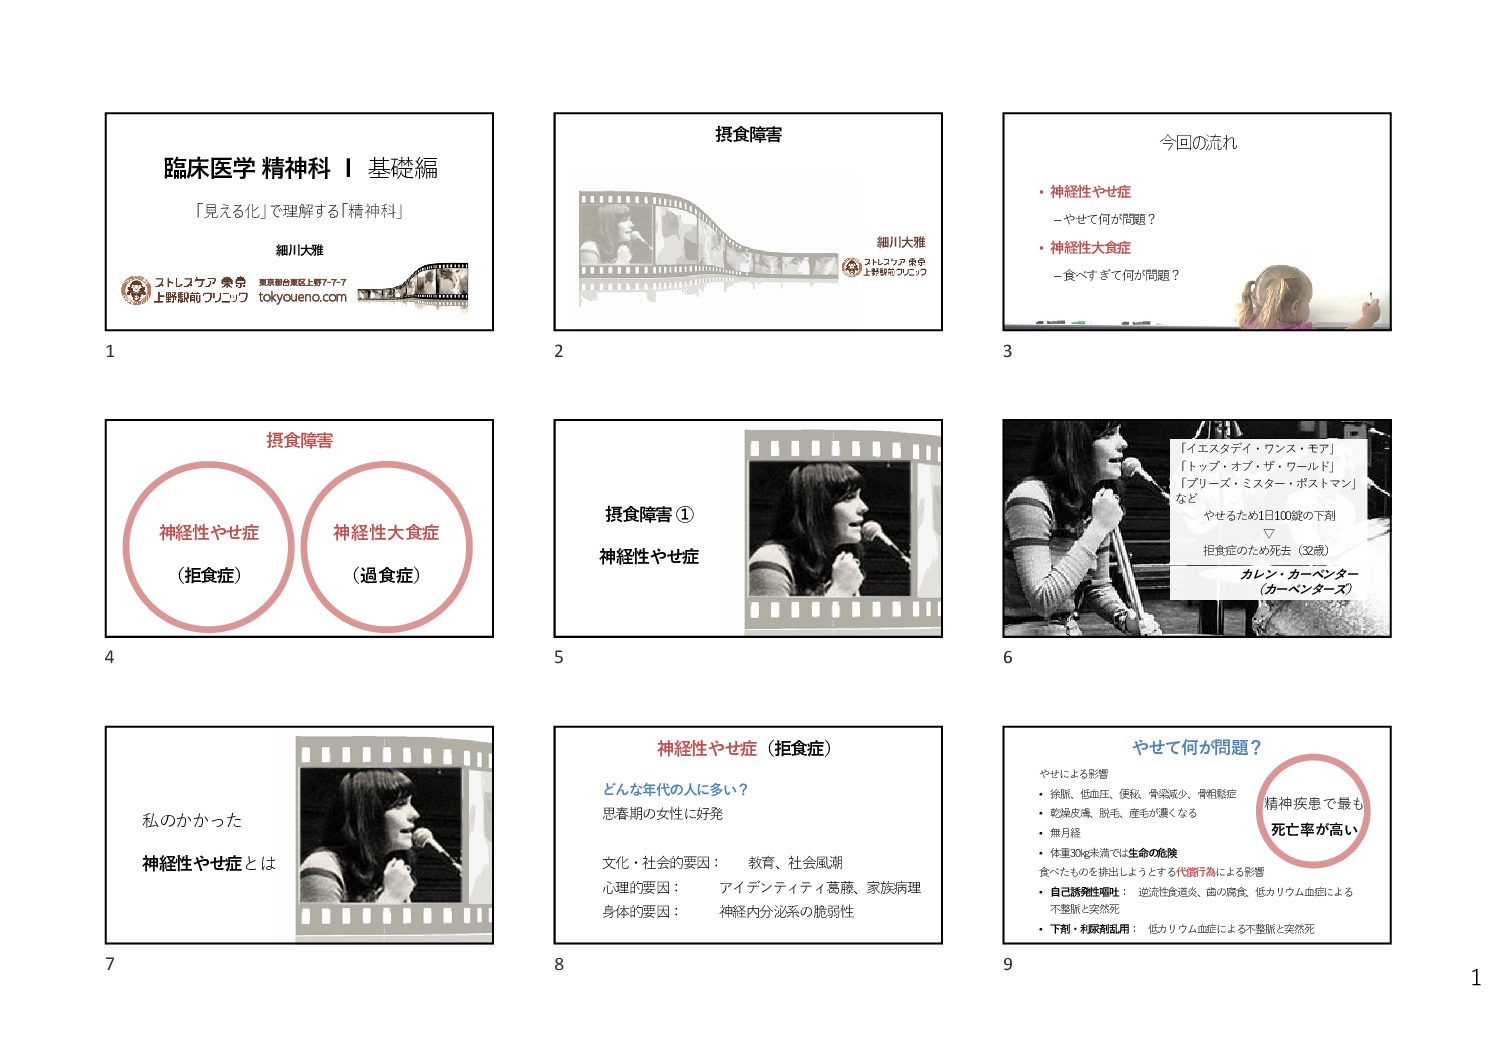 臨床医学 精神科 Ⅰ 基礎編
「見える化」で理解する「精神科」
細川大雅
ストレスケア 東京
上野駅前クリニック
東京都台東区上野7-7-7
tokyoueno.com
1
摂食障害
細川大雅
ストレスケア 東京
上野駅前クリニック
2
今回の流れ
• 神経性やせ症
–やせて何が問題？
• 神経性大食症
–食べすぎて何が問題？
3
摂食障害
神経性やせ症
（拒食症）
神経性大食症
（過食症）
4
摂食障害①
神経性やせ症
5
「イエスタデイ・ワンス・モア」
「トップ・オブ・ザ・ワールド」
「プリーズ・ミスター・ポストマン」
など
やせるため1日100錠の下剤
▽
拒食症のため死去（32歳）
カレン・カーペンター
（カーペンターズ）
6
私のかかった
神経性やせ症とは
7
神経性やせ症（拒食症）
どんな年代の人に多い？
思春期の女性に好発
文化・社会的要因： 教育、社会風潮
心理的要因： アイデンティティ葛藤、家族病理
身体的要因： 神経内分泌系の脆弱性
8
やせて何が問題？
やせによる影響
• 徐脈、低血圧、便秘、骨梁減少、骨粗鬆症
• 乾燥皮膚、脱毛、産毛が濃くなる
• 無月経
• 体重30kg未満では生命の危険
食べたものを排出しようとする代償行為による影響
• 自己誘発性嘔吐： 逆流性食道炎、歯の腐食、低カリウム血症による
不整脈と突然死
• 下剤・利尿剤乱用： 低カリウム血症による不整脈と突然死
精神疾患で最も
死亡率が高い
9
1